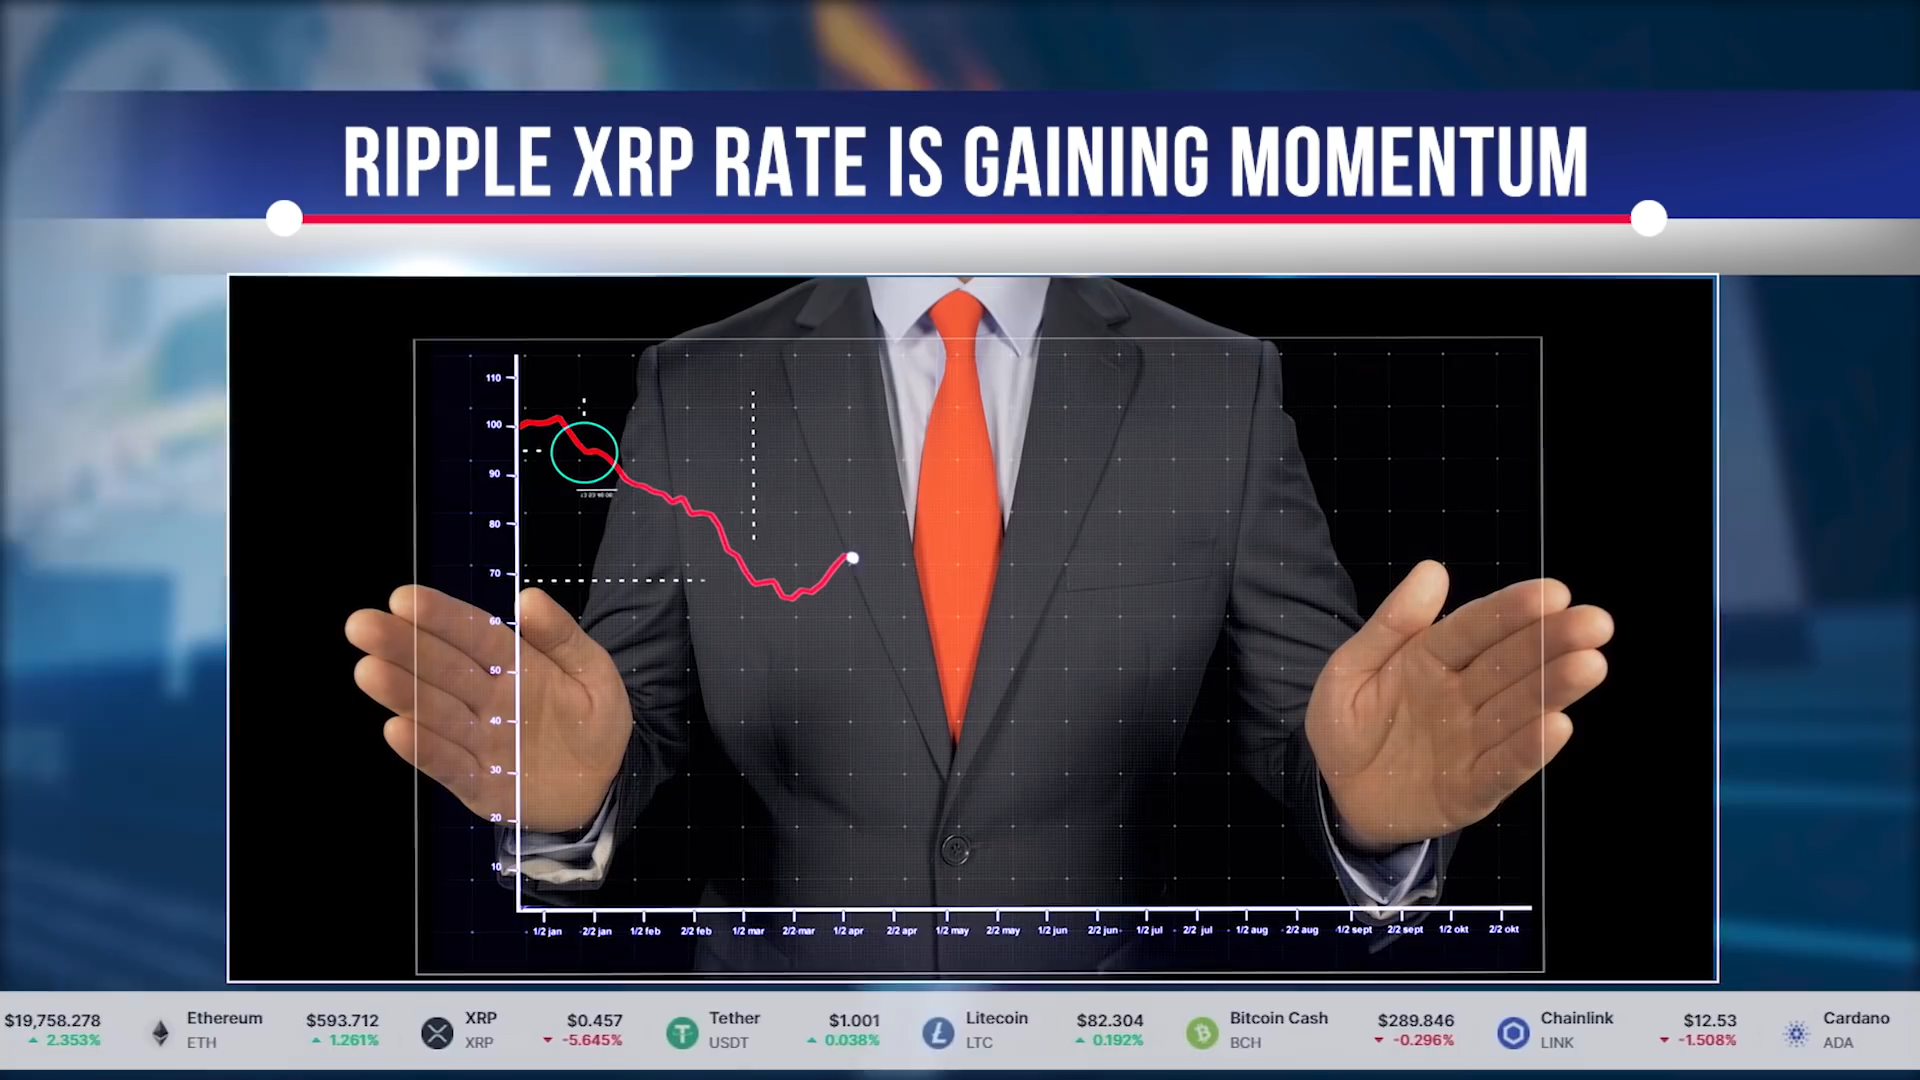 RIPPLE XRP RATE IS GAINING MOMENTUM
110
100
90
80
70
60
50
40
30
20
10
1/2 jan 2/2 jan 1/2 feb 2/2 feb 1/2 mar 2/2 mar 1/2 apr 2/2 apr 1/2 may 2/2 may 1/2 jun 2/2 jun 1/2 jul 2/2 jul 1/2 aug 2/2 aug 1/2 sept 2/2 sept 1/2 okt 2/2 okt
$19,758.278 Ethereum $593.712 XRP $0.457 Tether $1.001 Litecoin $82.304 Bitcoin Cash $289.846 Chainlink $12.53 Cardano
2.353% ETH 1.261% XRP -5.645% USDT 0.038% LTC 0.192% BCH -0.296% LINK -1.508% ADA